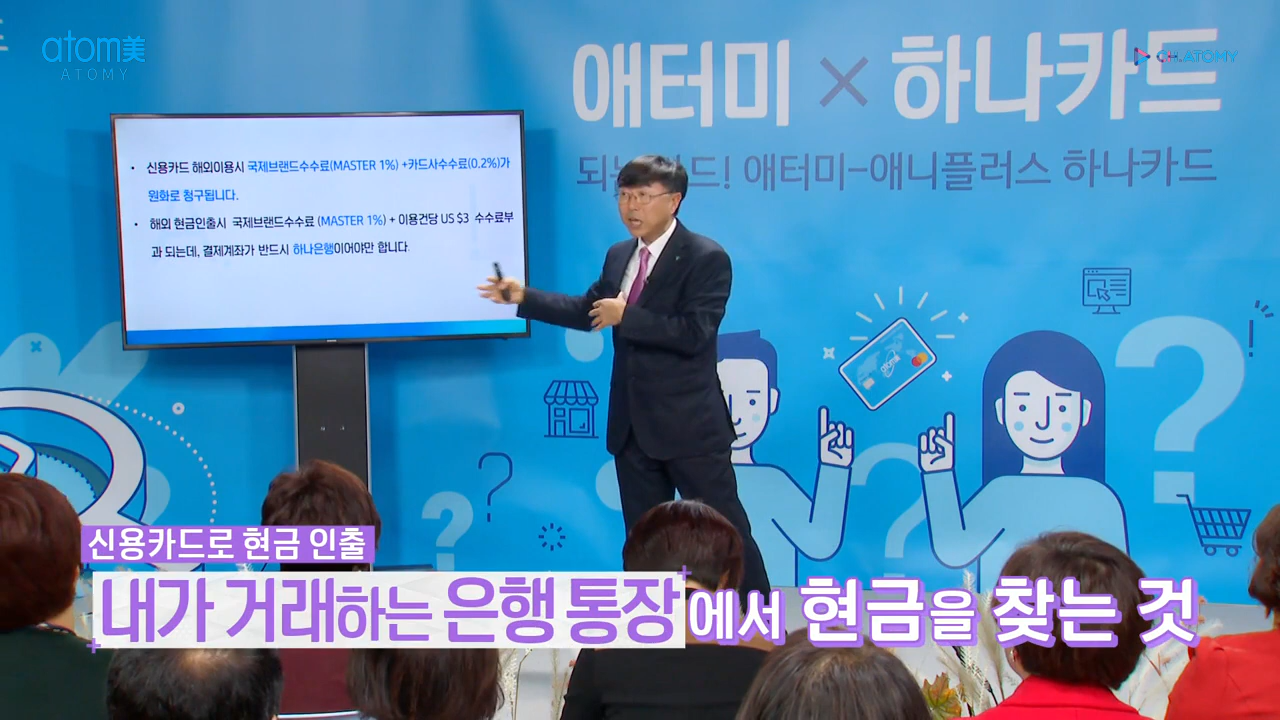 atom美
ATOMY
CH.ATOMY
애터미 × 하나카드
되는 카드! 애터미-애니플러스 하나카드
• 신용카드 해외이용시 국제브랜드수수료(MASTER 1%) +카드사수수료(0.2%)가
원화로 청구됩니다.
• 해외 현금인출시 국제브랜드수수료 (MASTER 1%) + 이용건당 US $3 수수료부
과 되는데, 결제계좌가 반드시 하나은행이어야만 합니다.
atom美
신용카드로 현금 인출
내가 거래하는 은행 통장에서 현금을 찾는 것